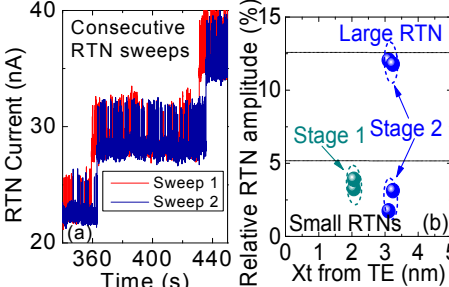 Consecutive
RTN sweeps
RTN Current (nA)
40
30
20
Sweep 1
Sweep 2
(a)
360
400
440
Time (s)
Relative RTN amplitude (%)
15
10
5
0
Large RTN
Stage 1
Stage 2
Small RTNs
(b)
0
1
2
3
4
5
Xt from TE (nm)